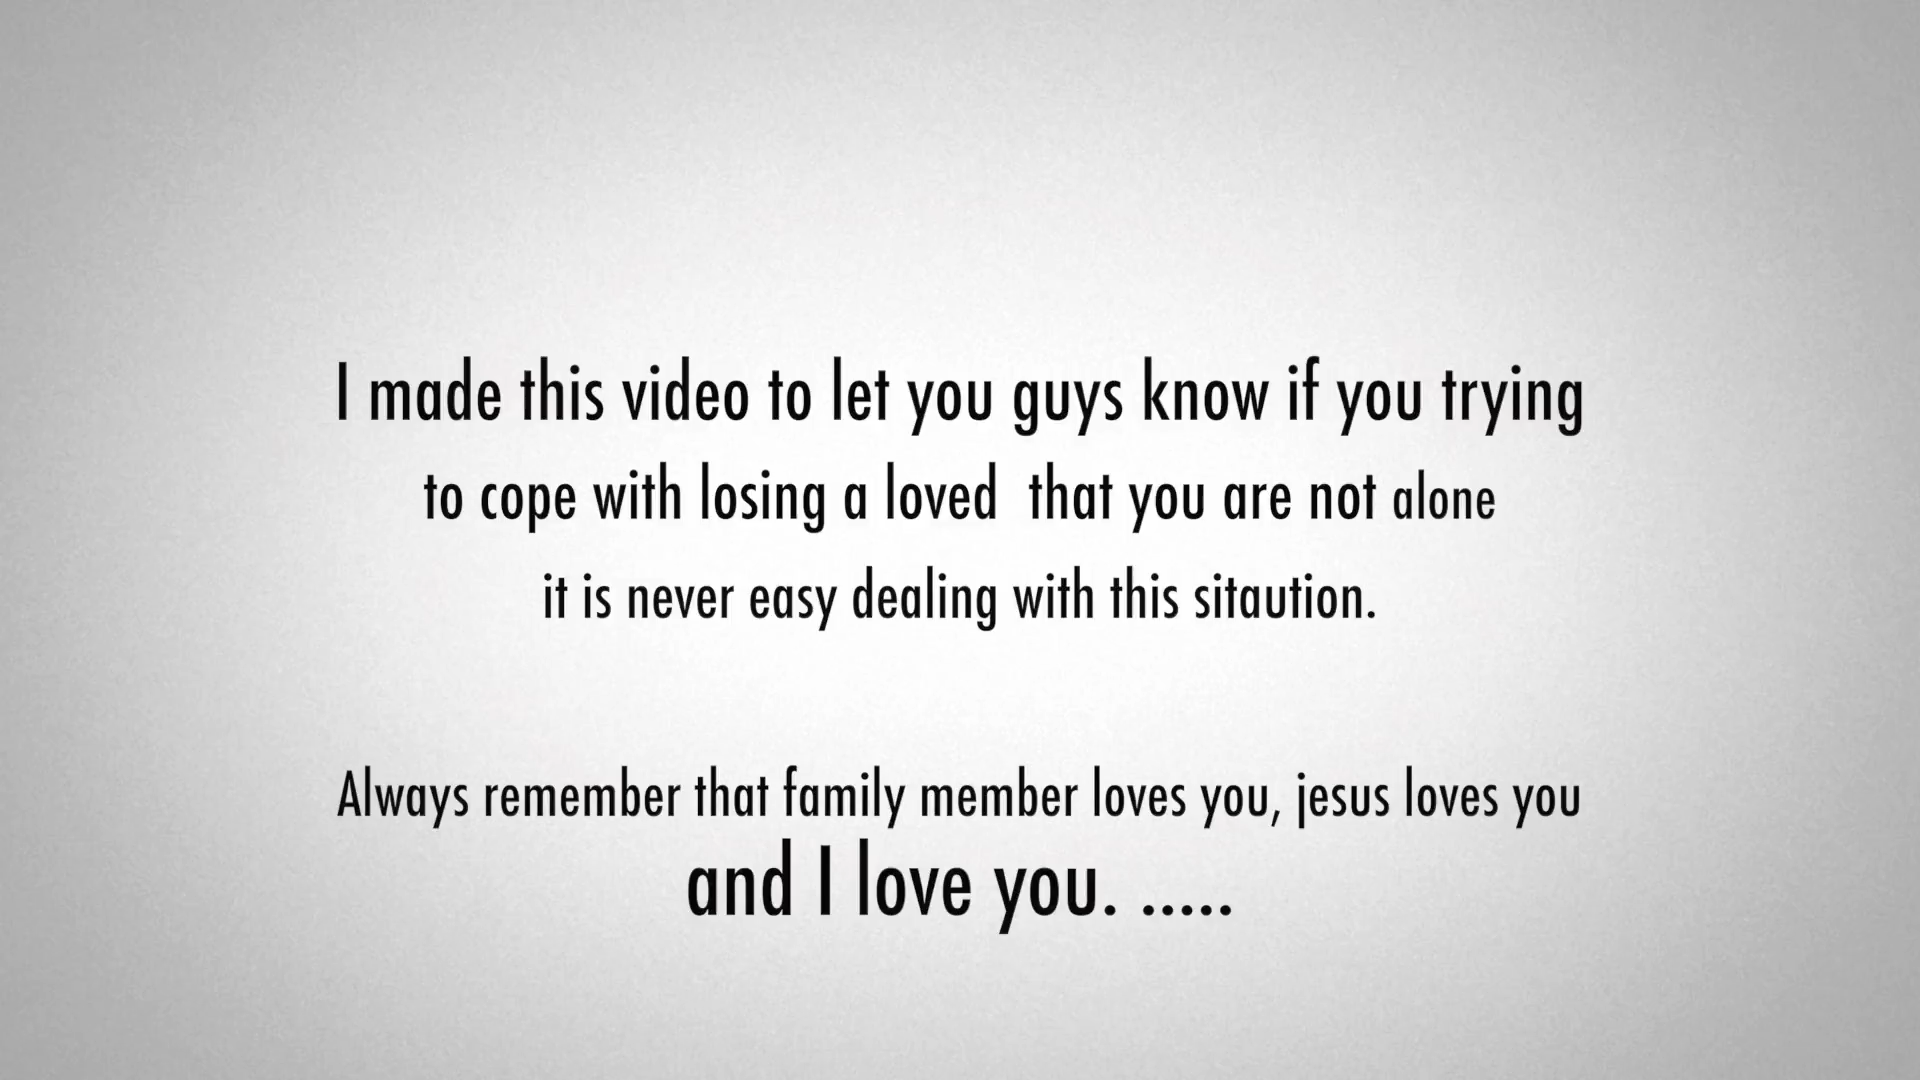 I made this video to let you guys know if you trying
to cope with losing a loved  that you are not alone
it is never easy dealing with this sitaution.
Always remember that family member loves you, jesus loves you
and I love you. .....